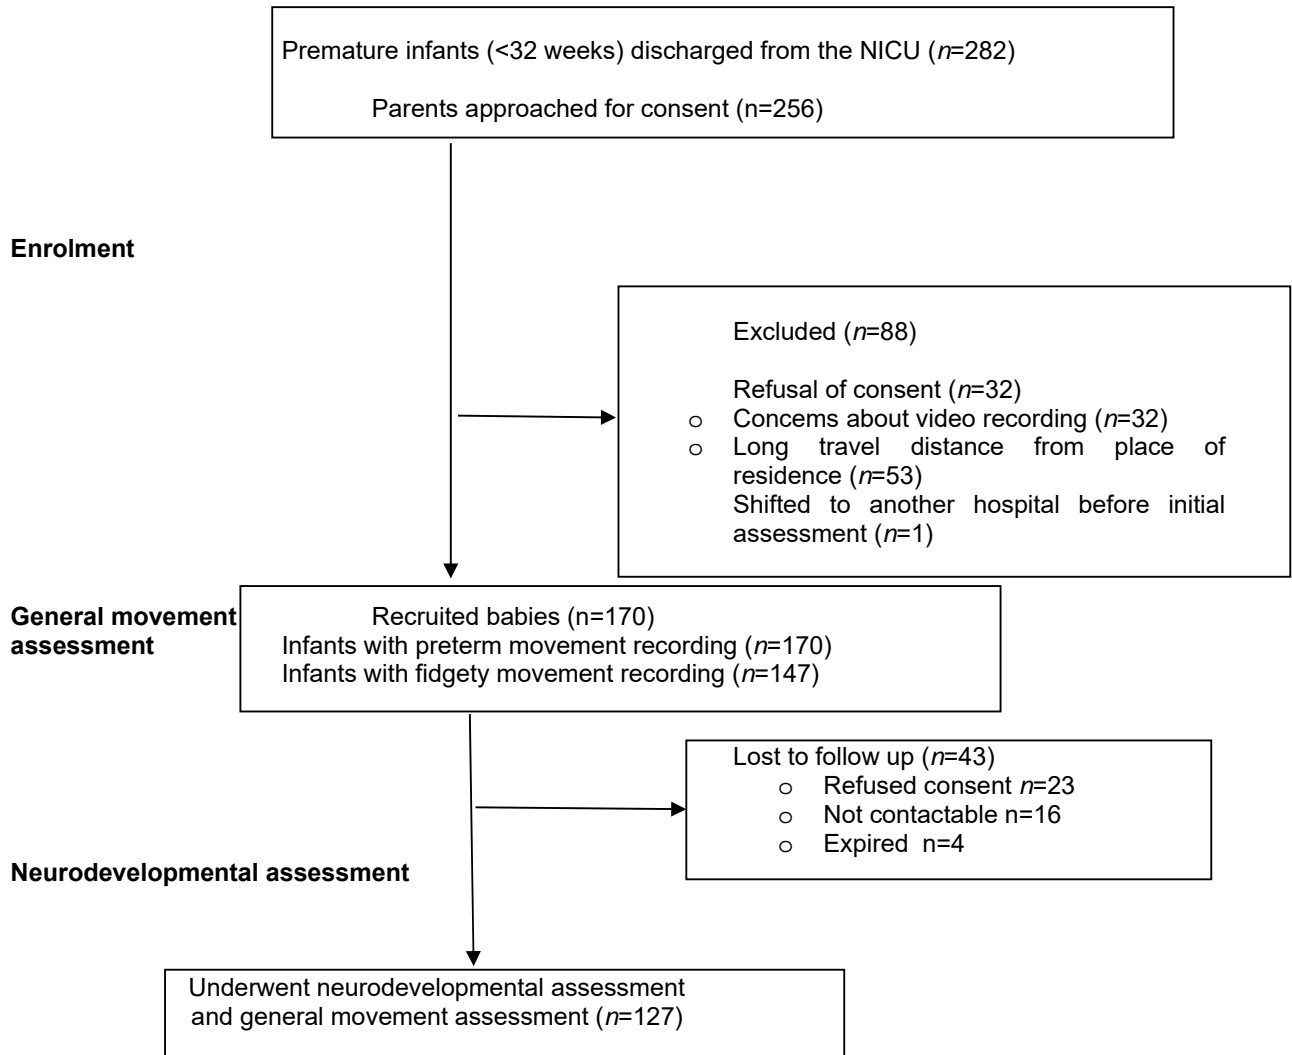 Premature infants (<32 weeks) discharged from the NICU (n=282)
Parents approached for consent (n=256)
Enrolment
Excluded (n=88)
Refusal of consent (n=32)
o Concems about video recording (n=32)
o Long travel distance from place of
residence (n=53)
Shifted to another hospital before initial
assessment (n=1)
General movement
assessment
Recruited babies (n=170)
Infants with preterm movement recording (n=170)
Infants with fidgety movement recording (n=147)
Lost to follow up (n=43)
o Refused consent n=23
o Not contactable n=16
o Expired n=4
Neurodevelopmental assessment
Underwent neurodevelopmental assessment
and general movement assessment (n=127)